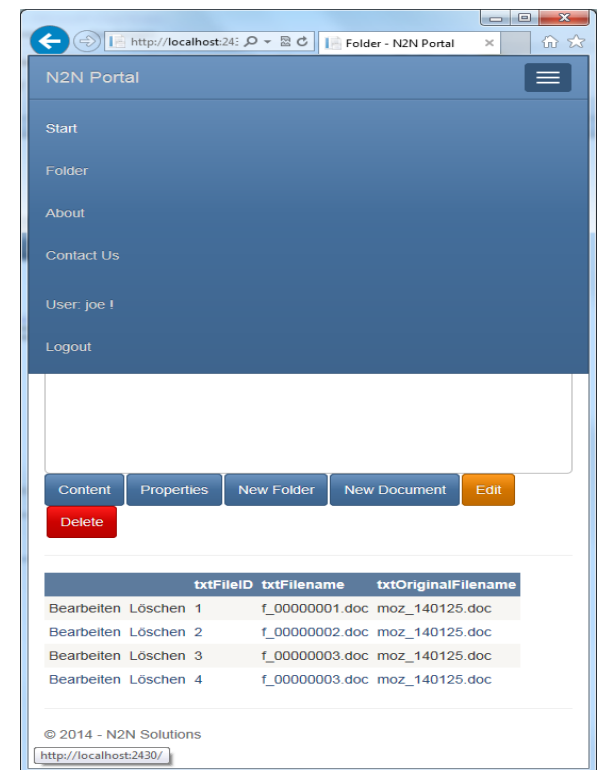 http://localhost:243
Folder - N2N Portal
N2N Portal
Start
Folder
About
Contact Us
User: joe !
Logout
Content Properties New Folder New Document Edit
Delete
txtFileID txtFilename txtOriginalFilename
Bearbeiten Löschen 1 f_00000001.doc moz_140125.doc
Bearbeiten Löschen 2 f_00000002.doc moz_140125.doc
Bearbeiten Löschen 3 f_00000003.doc moz_140125.doc
Bearbeiten Löschen 4 f_00000003.doc moz_140125.doc
© 2014 - N2N Solutions
http://localhost:2430/